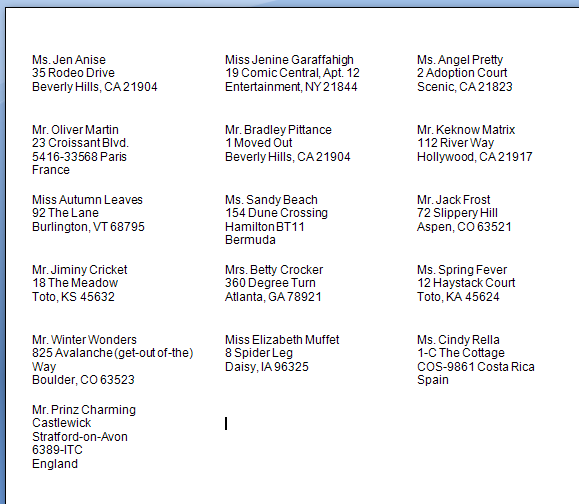 Ms. Jen Anise
35 Rodeo Drive
Beverly Hills, CA 21904
Miss Jenine Garaffahigh
19 Comic Central, Apt. 12
Entertainment, NY 21844
Ms. Angel Pretty
2 Adoption Court
Scenic, CA 21823
Mr. Oliver Martin
23 Croissant Blvd.
5416-33568 Paris
France
Mr. Bradley Pittance
1 Moved Out
Beverly Hills, CA 21904
Mr. Keknow Matrix
112 River Way
Hollywood, CA 21917
Miss Autumn Leaves
92 The Lane
Burlington, VT 68795
Ms. Sandy Beach
154 Dune Crossing
Hamilton BT11
Bermuda
Mr. Jack Frost
72 Slippery Hill
Aspen, CO 63521
Mr. Jiminy Cricket
18 The Meadow
Toto, KS 45632
Mrs. Betty Crocker
360 Degree Turn
Atlanta, GA 78921
Ms. Spring Fever
12 Haystack Court
Toto, KA 45624
Mr. Winter Wonders
825 Avalanche (get-out of-the)
Way
Boulder, CO 63523
Miss Elizabeth Muffet
8 Spider Leg
Daisy, IA 96325
Ms. Cindy Rella
1-C The Cottage
COS-9861 Costa Rica
Spain
Mr. Prinz Charming
Castlewick
Stratford-on-Avon
6389-ITC
England